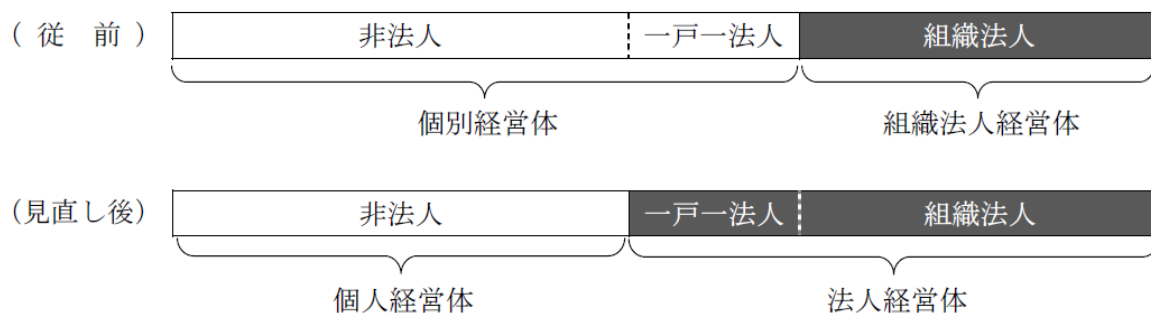 (従 前) 非法人 一戸一法人 組織法人
個別経営体 組織法人経営体
(見直し後) 非法人 一戸一法人 組織法人
個人経営体 法人経営体